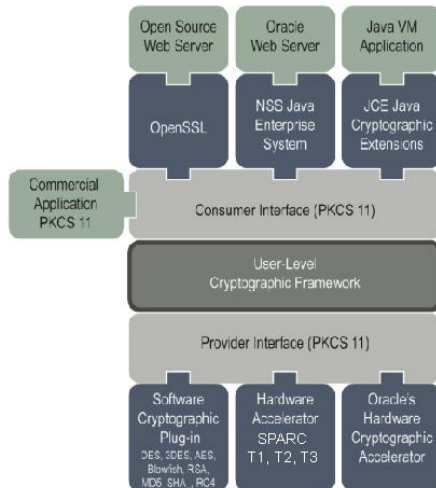 Open Source
Web Server
Oracle
Web Server
Java VM
Application
OpenSSL
NSS Java
Enterprise
System
JCE Java
Cryptographic
Extensions
Commercial
Application
PKCS 11
Consumer Interface (PKCS 11)
User-Level
Cryptographic Framework
Provider Interface (PKCS 11)
Software
Cryptographic
Plug-in
DES, 3DES, AES,
Blowfish, RSA,
MD5, SHA , RC4
Hardware
Accelerator
SPARC
T1, T2, T3
Oracle's
Hardware
Cryptographic
Accelerator